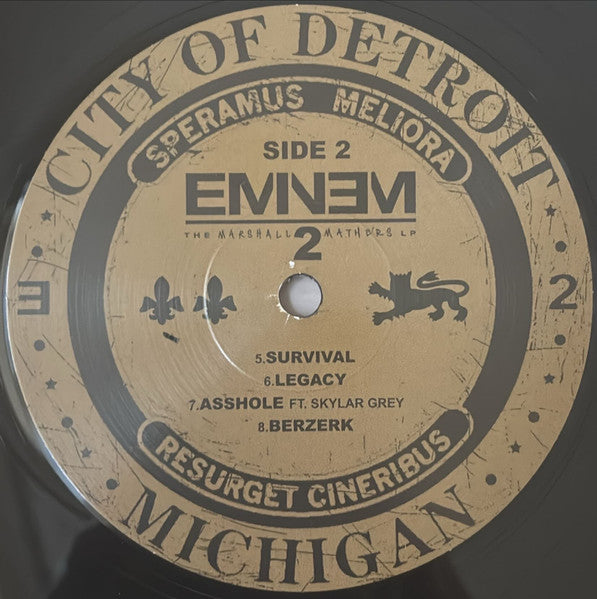 CITY OF DETROIT
SPERAMUS MELIORA
SIDE 2
EMINƎM
THE MARSHALL MATHERS LP
2
Ǝ 2
5.SURVIVAL
6.LEGACY
7.ASSHOLE FT. SKYLAR GREY
8.BERZERK
RESURGET CINERIBUS
MICHIGAN